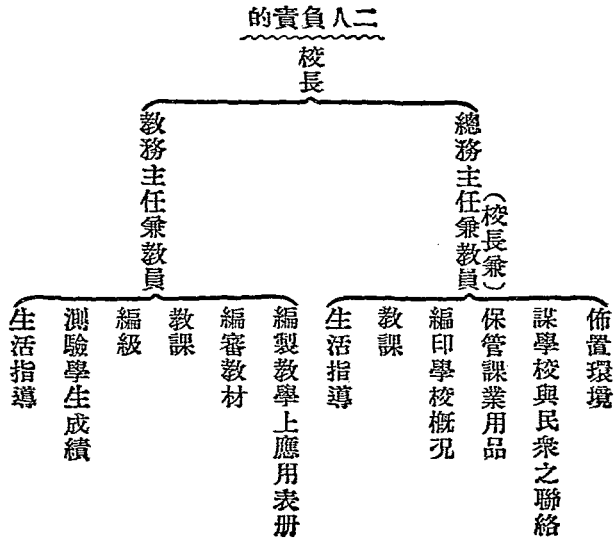 二人負責的
校長
總務主任兼教員
(校長兼)
佈置環境
謀學校與民衆之聯絡
保管課業用品
編印學校概况
教課
生活指導
教務主任兼教員
編製教學上應用表册
編審教材
教課
編級
測驗學生成績
生活指導